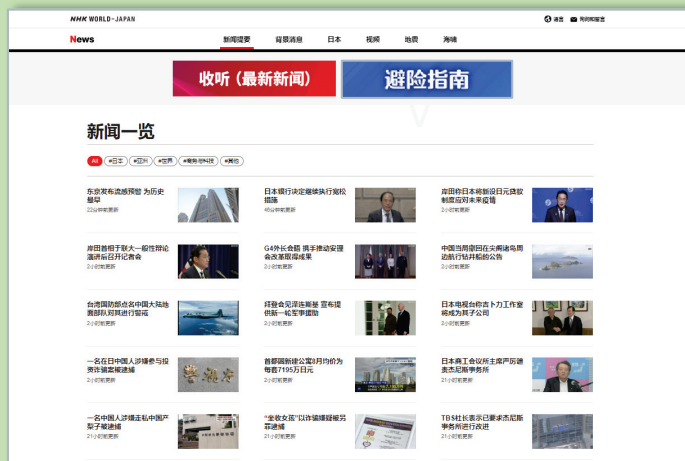 NHK WORLD-JAPAN
语言
News
新闻提要 背景消息 日本 视频 地震 海啸
收听 (最新新闻) 避险指南
新闻一览
All #日本 #亚洲 #世界 #商务与科技 #其他
东京发布流感预警 为历史
最早
22分钟前更新
日本银行决定继续执行宽松
措施
岸田称日本将新设日元贷款
制度应对未来疫情
2小时前更新
岸田首相于联大一般性辩论
演讲后召开记者会
2小时前更新
G4外长会晤 携手推动安理
会改革取得成果
2小时前更新
中国当局撤回在尖阁诸岛周
边航行钻井船的公告
2小时前更新
台湾国防部点名中国大陆地
面部队对其进行警戒
2小时前更新
拜登会见泽连斯基 宣布提
供新一轮军事援助
2小时前更新
日本电视台称吉卜力工作室
将成为其子公司
2小时前更新
一名在日中国人涉嫌参与投
资诈骗案被逮捕
2小时前更新
首都圈新建公寓8月均价为
每套7195万日元
2小时前更新
日本商工会议所主席严厉谴
责杰尼斯事务所
21小时前更新
一名中国人涉嫌走私中国产
梨子被逮捕
21小时前更新
“坐收女孩”以诈骗嫌疑被另
罪逮捕
21小时前更新
TBS社长表示已要求杰尼斯
事务所进行改进
21小时前更新